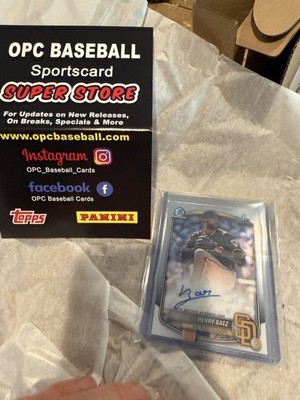 OPC BASEBALL
Sportscard
SUPER STORE
For Updates on New Releases,
On Breaks, Specials & More
www.opcbaseball.com
Instagram
OPC_Baseball_Cards
facebook f
OPC Baseball Cards
Topps PANINI
HENRY BAEZ
SD